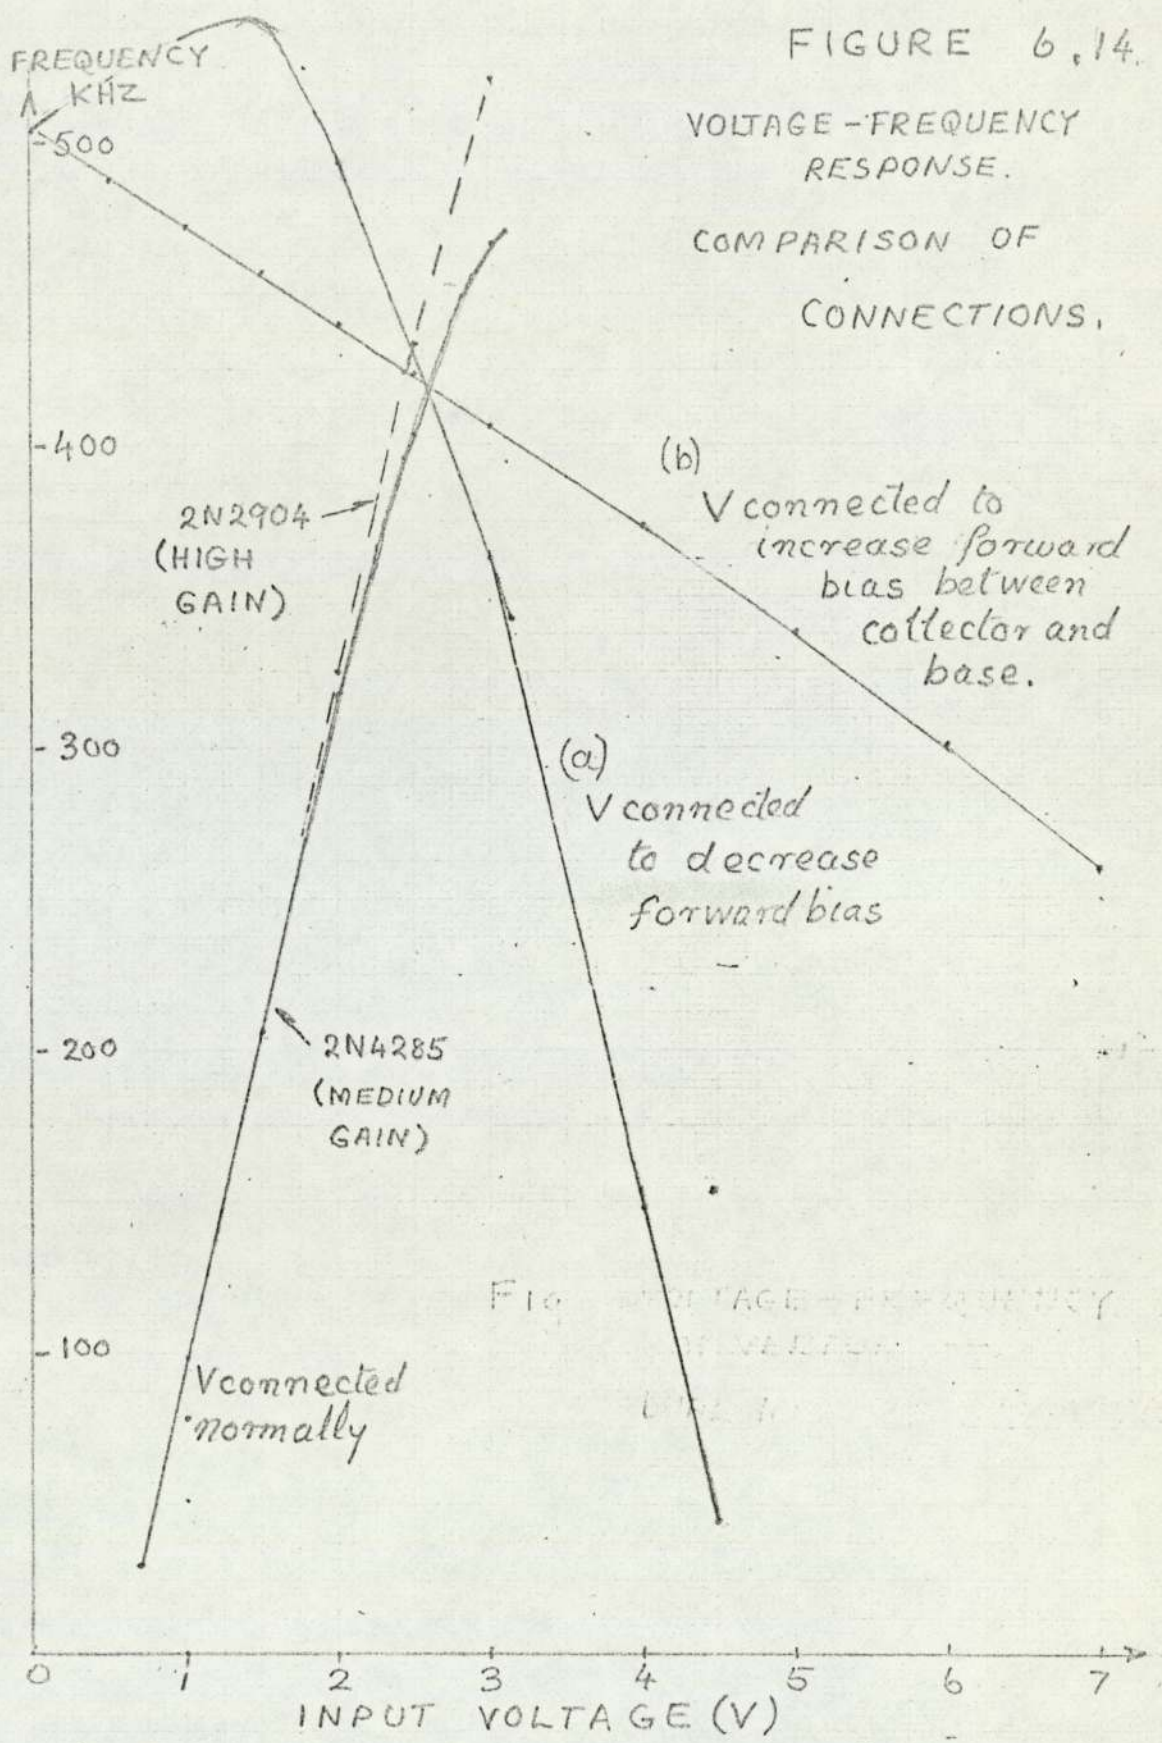 FIGURE 6.14.
VOLTAGE-FREQUENCY
RESPONSE.
COMPARISON OF
CONNECTIONS.
FREQUENCY
KHZ
500
400
300
200
100
2N2904
(HIGH
GAIN)
(b)
V connected to
increase forward
bias between
collector and
base.
(a)
V connected
to decrease
forward bias
2N4285
(MEDIUM
GAIN)
V connected
normally
0 1 2 3 4 5 6 7
INPUT VOLTAGE (V)